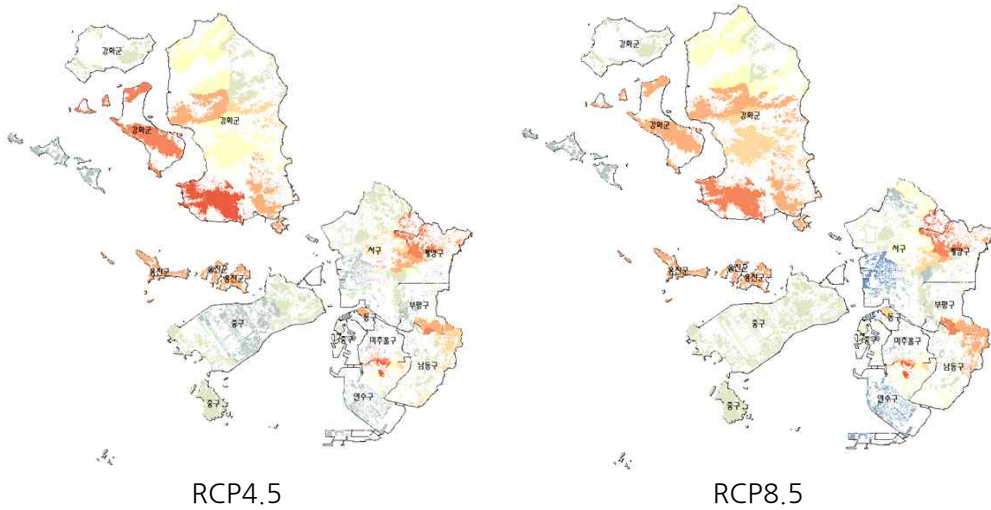 강화군
강화군
강화군
서구
계양구
옹진군
옹진군
옹진군
부평구
중구
동구
중구
미추홀구
남동구
연수구
중구
RCP4.5
강화군
강화군
강화군
서구
계양구
옹진군
옹진군
옹진군
부평구
중구
동구
중구
미추홀구
남동구
연수구
중구
RCP8.5